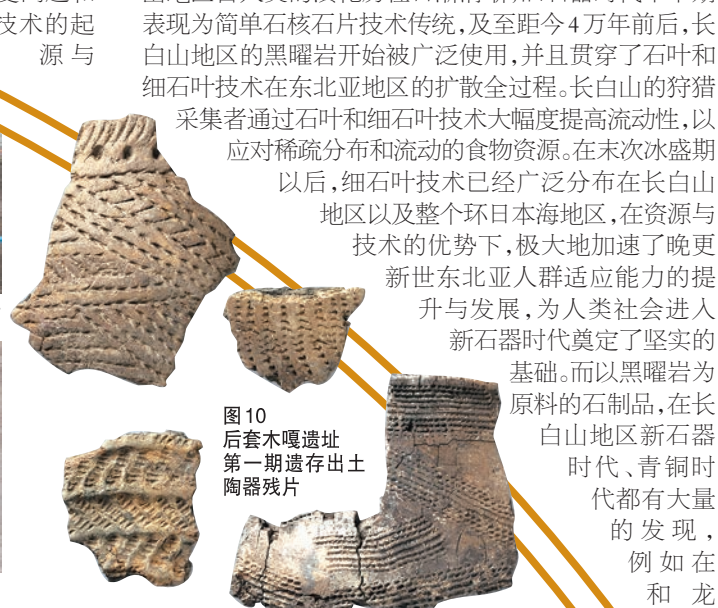 技术的起
源与
表现为简单石核石片技术传统，及至距今4万年前后，长
白山地区的黑曜岩开始被广泛使用，并且贯穿了石叶和
细石叶技术在东北亚地区的扩散全过程。长白山的狩猎
采集者通过石叶和细石叶技术大幅度提高流动性，以
应对稀疏分布和流动的食物资源。在末次冰盛期
以后，细石叶技术已经广泛分布在长白山
地区以及整个环日本海地区，在资源与
技术的优势下，极大地加速了晚更
新世东北亚人群适应能力的提
升与发展，为人类社会进入
新石器时代奠定了坚实的
基础。而以黑曜岩为
原料的石制品，在长
白山地区新石器
时代、青铜时
代都有大量
的发现，
例如在
和龙
图10
后套木嘎遗址
第一期遗存出土
陶器残片